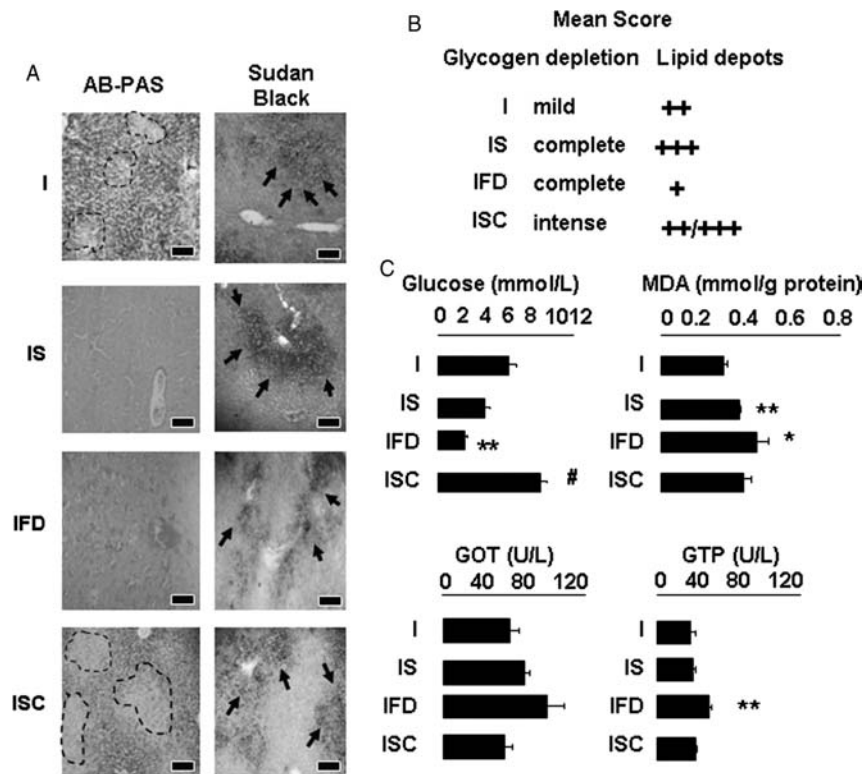 A
AB-PAS
Sudan
Black
I
IS
IFD
ISC
B
Mean Score
Glycogen depletion Lipid depots
I mild ++
IS complete +++
IFD complete +
ISC intense ++/+++
C
Glucose (mmol/L)
0 2 4 6 8 1012
I
IS
IFD **
ISC #
MDA (mmol/g protein)
0 0.2 0.4 0.6 0.8
I
IS **
IFD *
ISC
GOT (U/L)
0 40 80 120
I
IS
IFD
ISC
GTP (U/L)
0 40 80 120
I
IS
IFD **
ISC